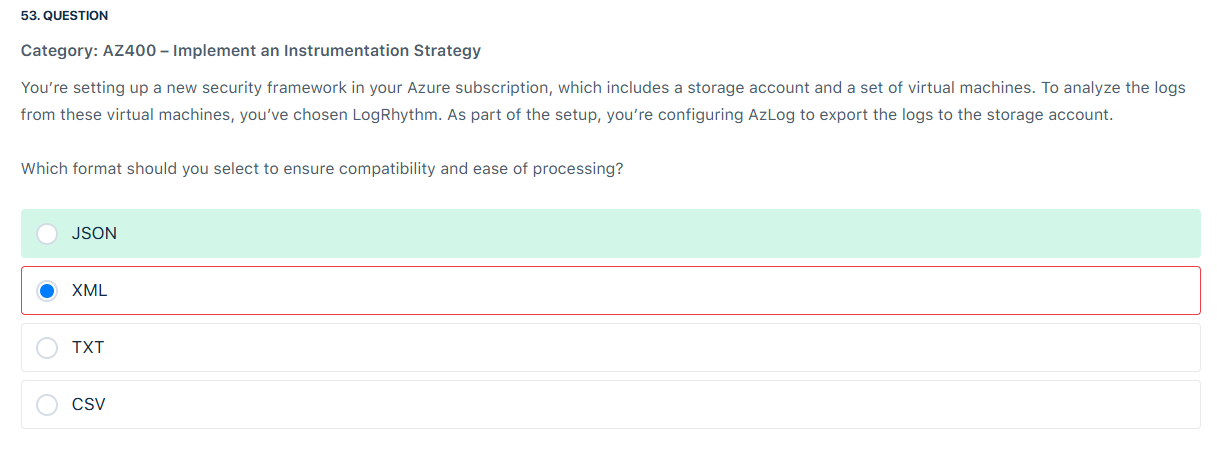 53. QUESTION
Category: AZ400 – Implement an Instrumentation Strategy
You’re setting up a new security framework in your Azure subscription, which includes a storage account and a set of virtual machines. To analyze the logs
from these virtual machines, you’ve chosen LogRhythm. As part of the setup, you’re configuring AzLog to export the logs to the storage account.
Which format should you select to ensure compatibility and ease of processing?
JSON
XML
TXT
CSV